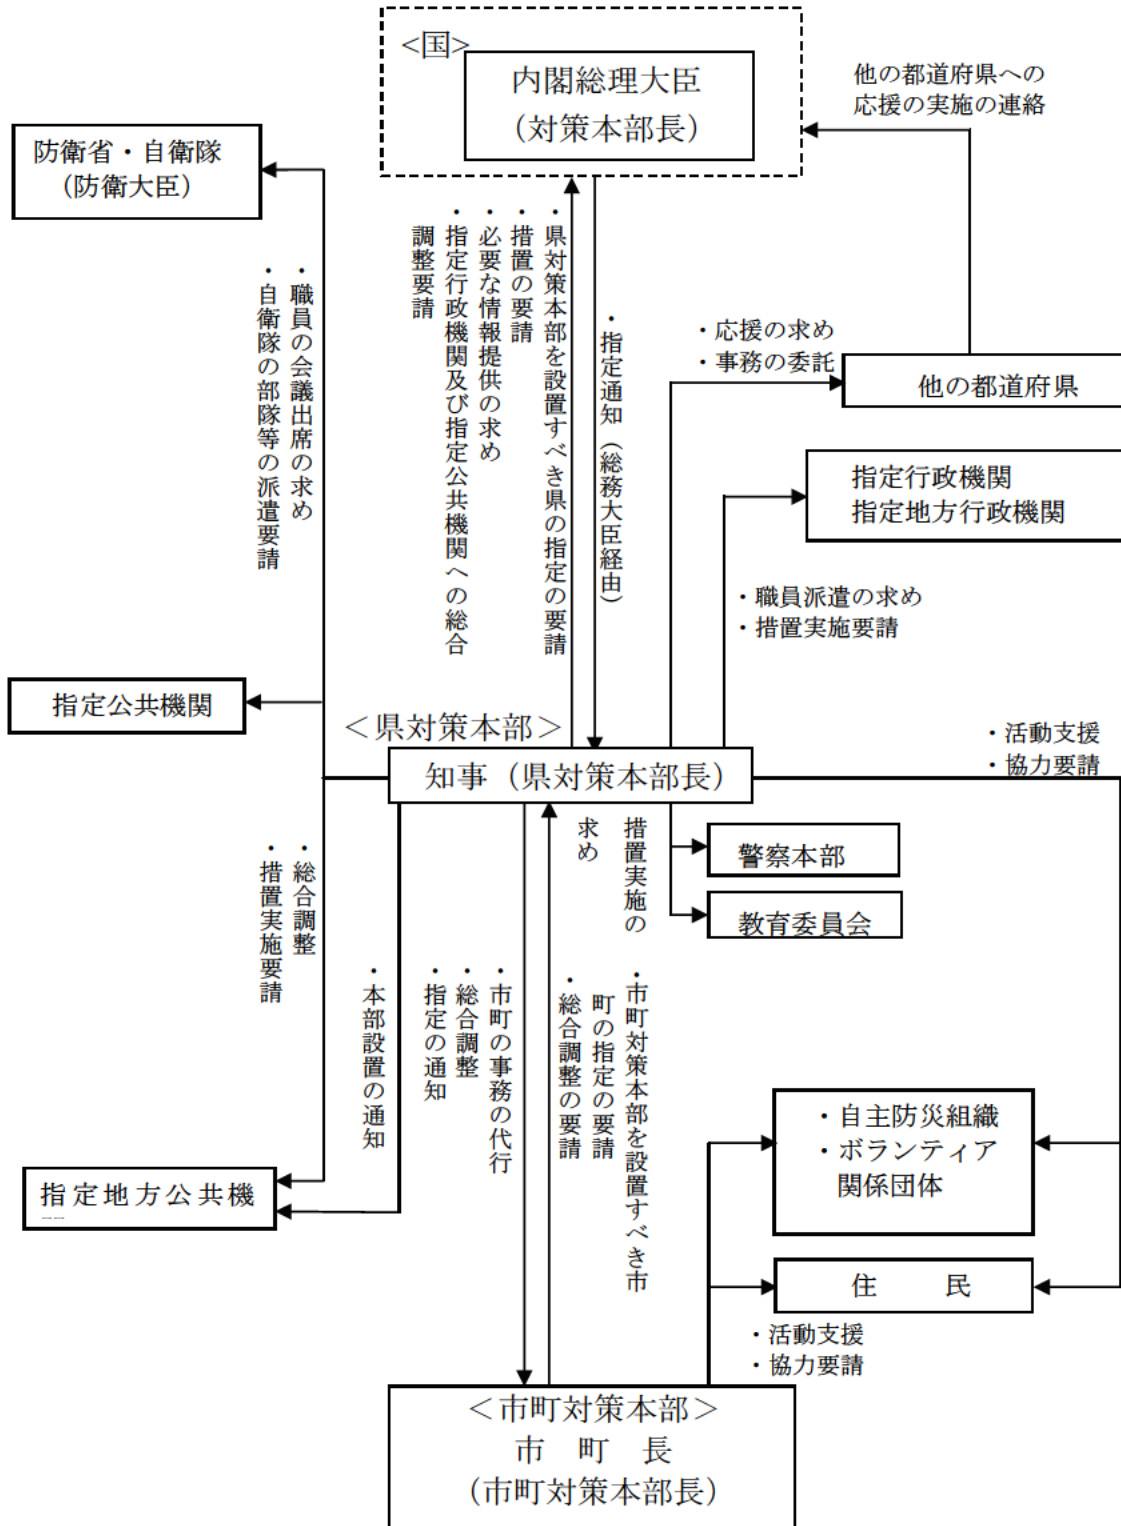 <国>
内閣総理大臣
(対策本部長)
他の都道府県への
応援の実施の連絡
防衛省・自衛隊
(防衛大臣)
・職員の会議出席の求め
・自衛隊の部隊等の派遣要請
・県対策本部を設置すべき県の指定の要請
・措置の要請
・必要な情報提供の求め
・指定行政機関及び指定公共機関への総合
調整要請
・指定通知(総務大臣経由)
・応援の求め
・事務の委託
他の都道府県
指定行政機関
指定地方行政機関
・職員派遣の求め
・措置実施要請
指定公共機関
<県対策本部>
知事(県対策本部長)
・活動支援
・協力要請
措置実施の
求め
警察本部
教育委員会
・総合調整
・措置実施要請
・本部設置の通知
・市町の事務の代行
・総合調整
・指定の通知
・市町対策本部を設置すべき市
町の指定の要請
・総合調整の要請
指定地方公共機
・自主防災組織
・ボランティア
関係団体
住 民
・活動支援
・協力要請
<市町対策本部>
市 町 長
(市町対策本部長)